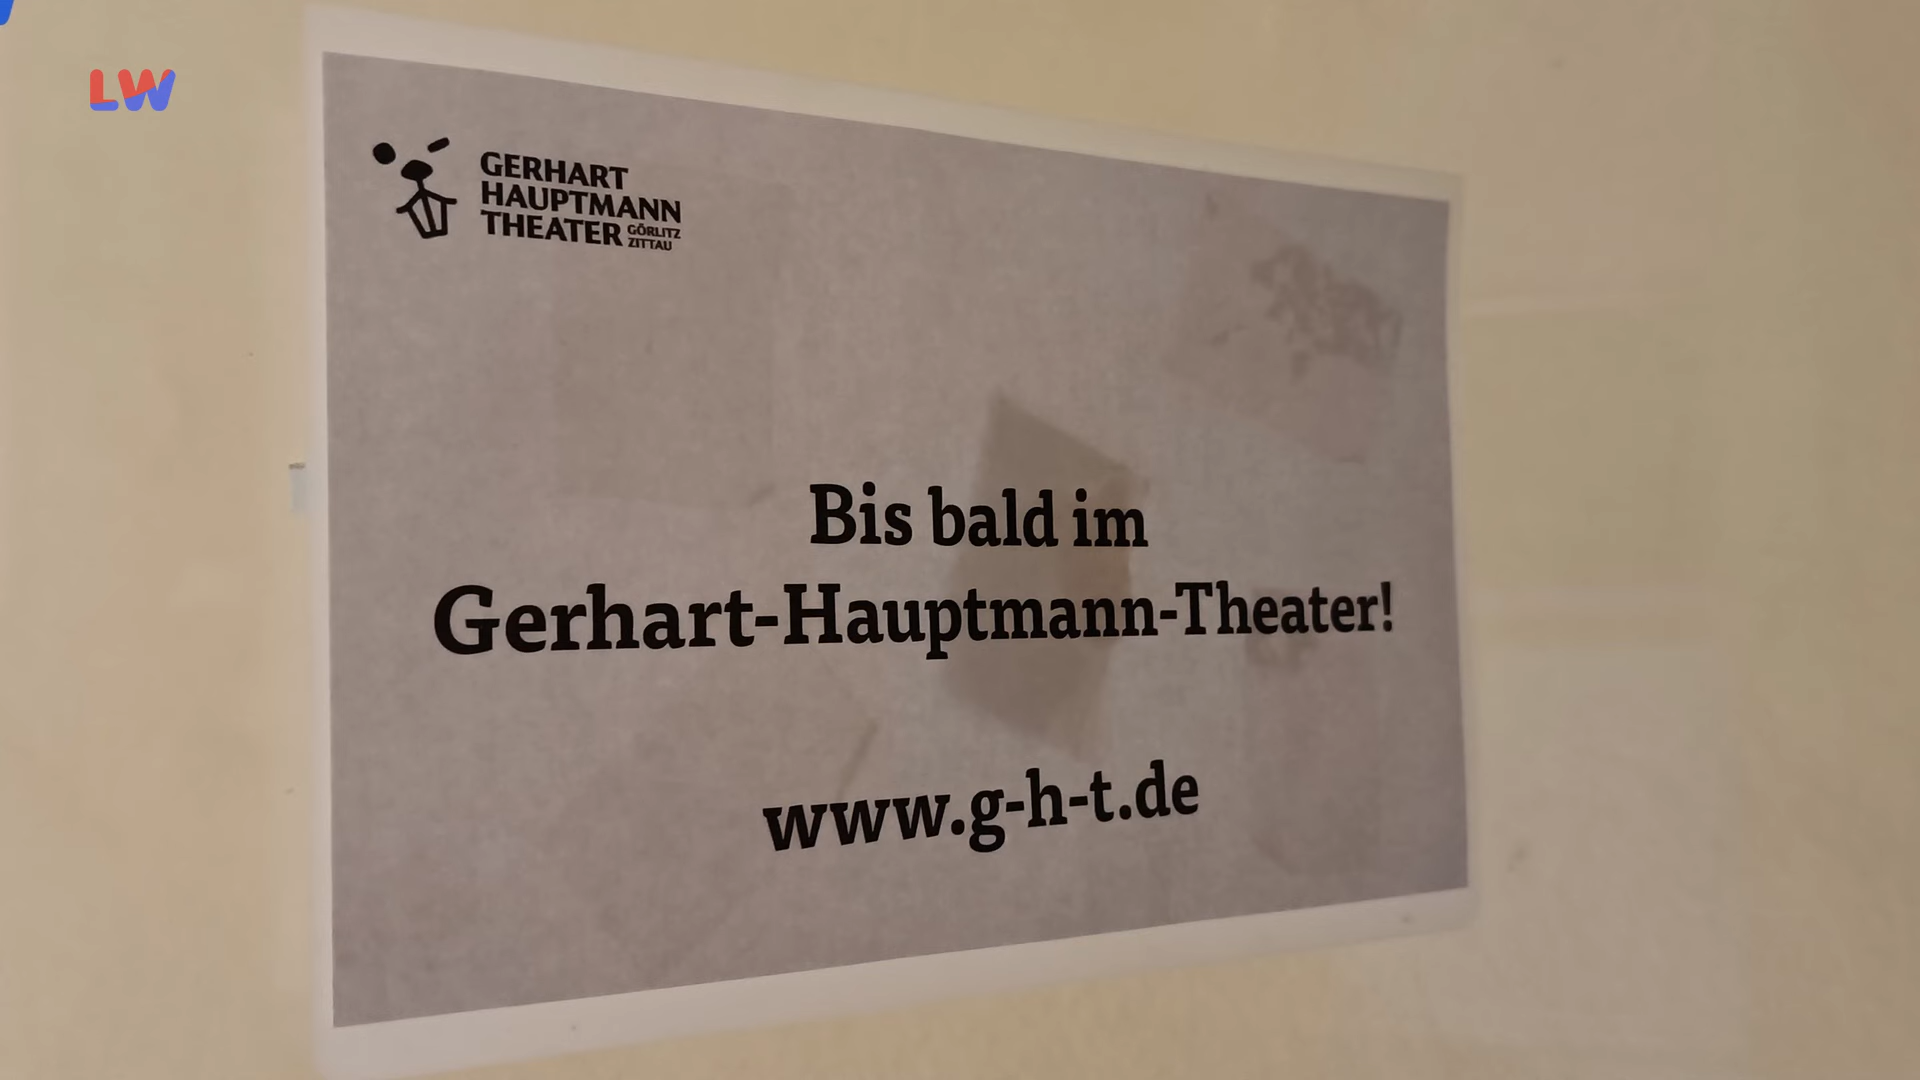 LW
GERHART
HAUPTMANN
THEATER GÖRLITZ
ZITTAU
Bis bald im
Gerhart-Hauptmann-Theater!
www.g-h-t.de